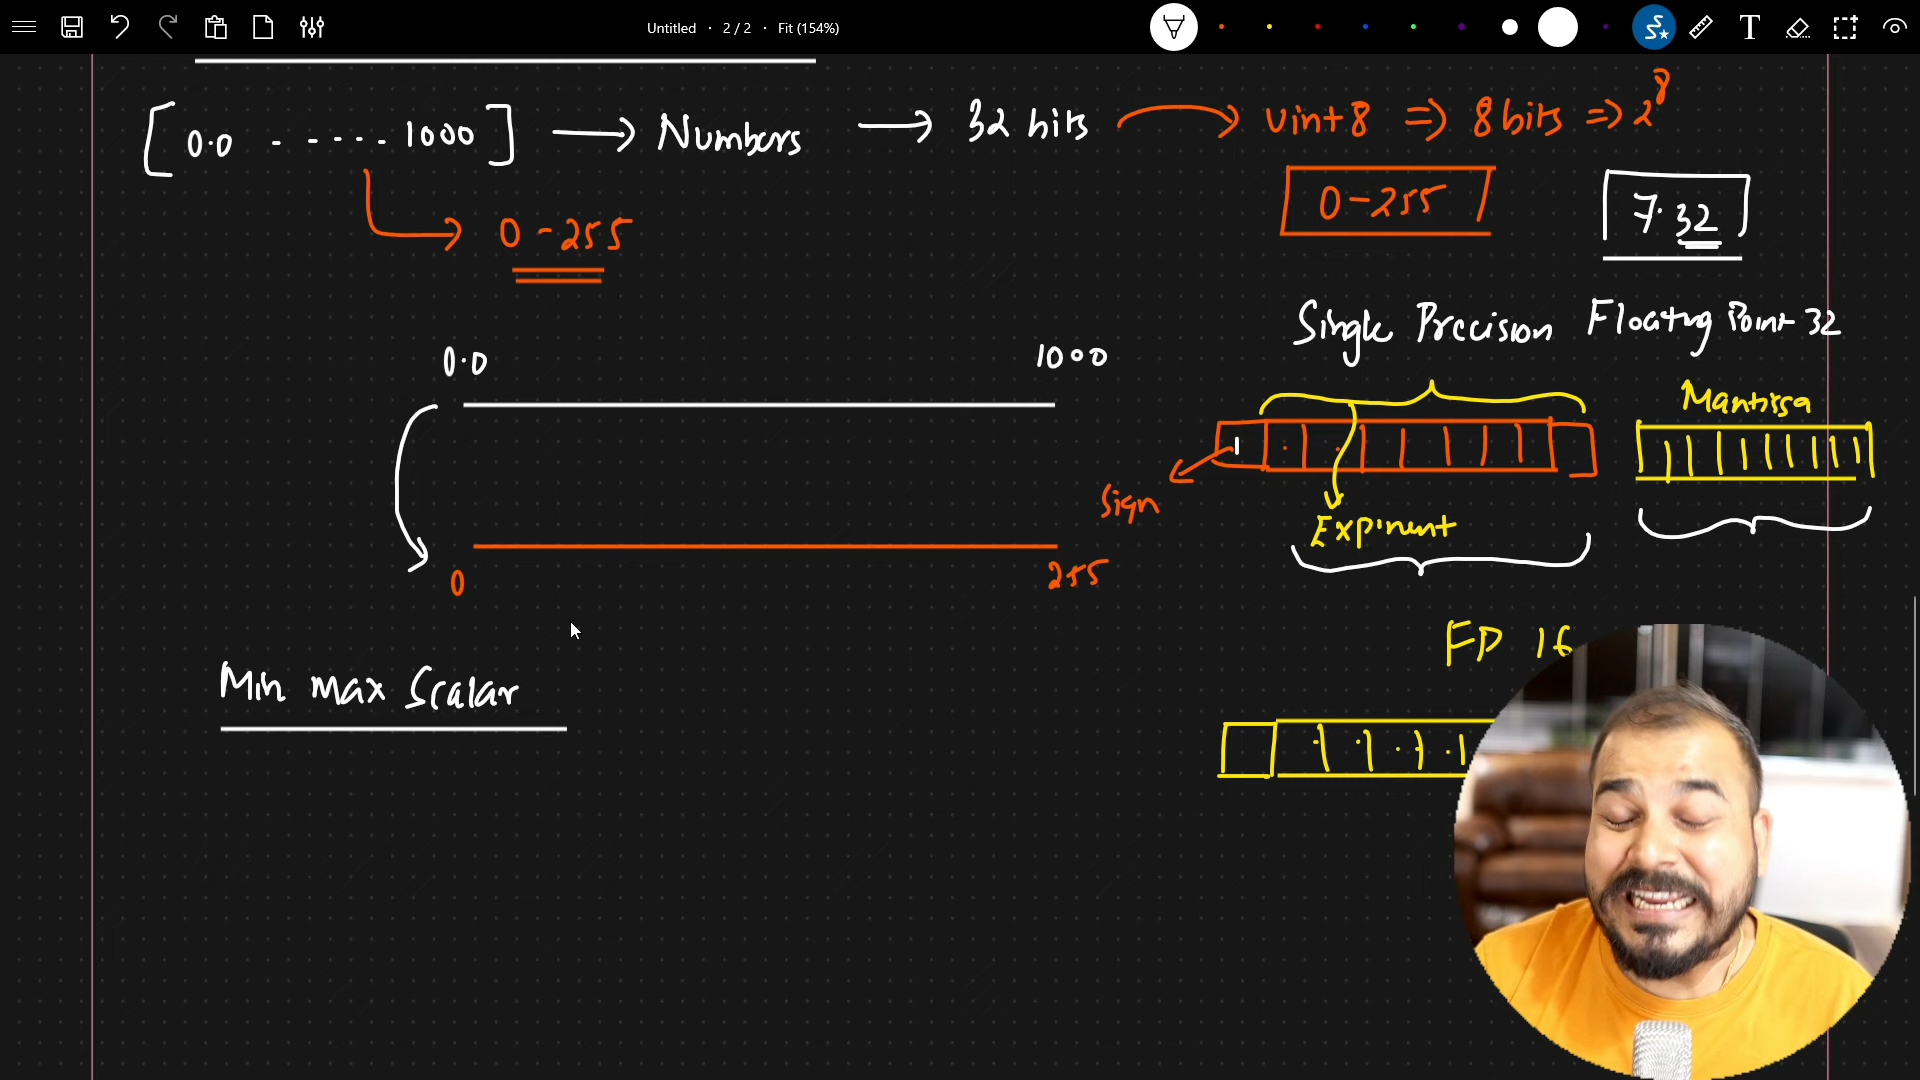 Untitled · 2 / 2 · Fit (154%)
T
[0.0 - - - - - 1000] → Numbers → 32 bits → uint8 => 8 bits => 2^8
0-255
7.32
0-255
Single Precision Floating Point 32
0.0
1000
Mantissa
1
Sign
Exponent
0
255
FP 16
Min max Scalar